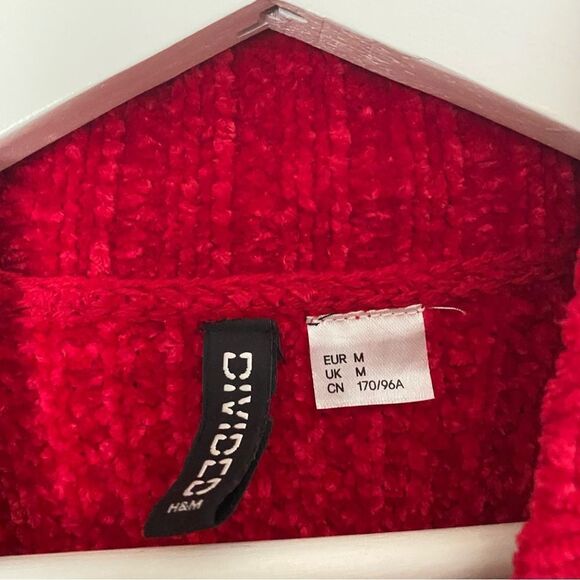 DIVIDED
H&M
EUR M
UK M
CN 170/96A